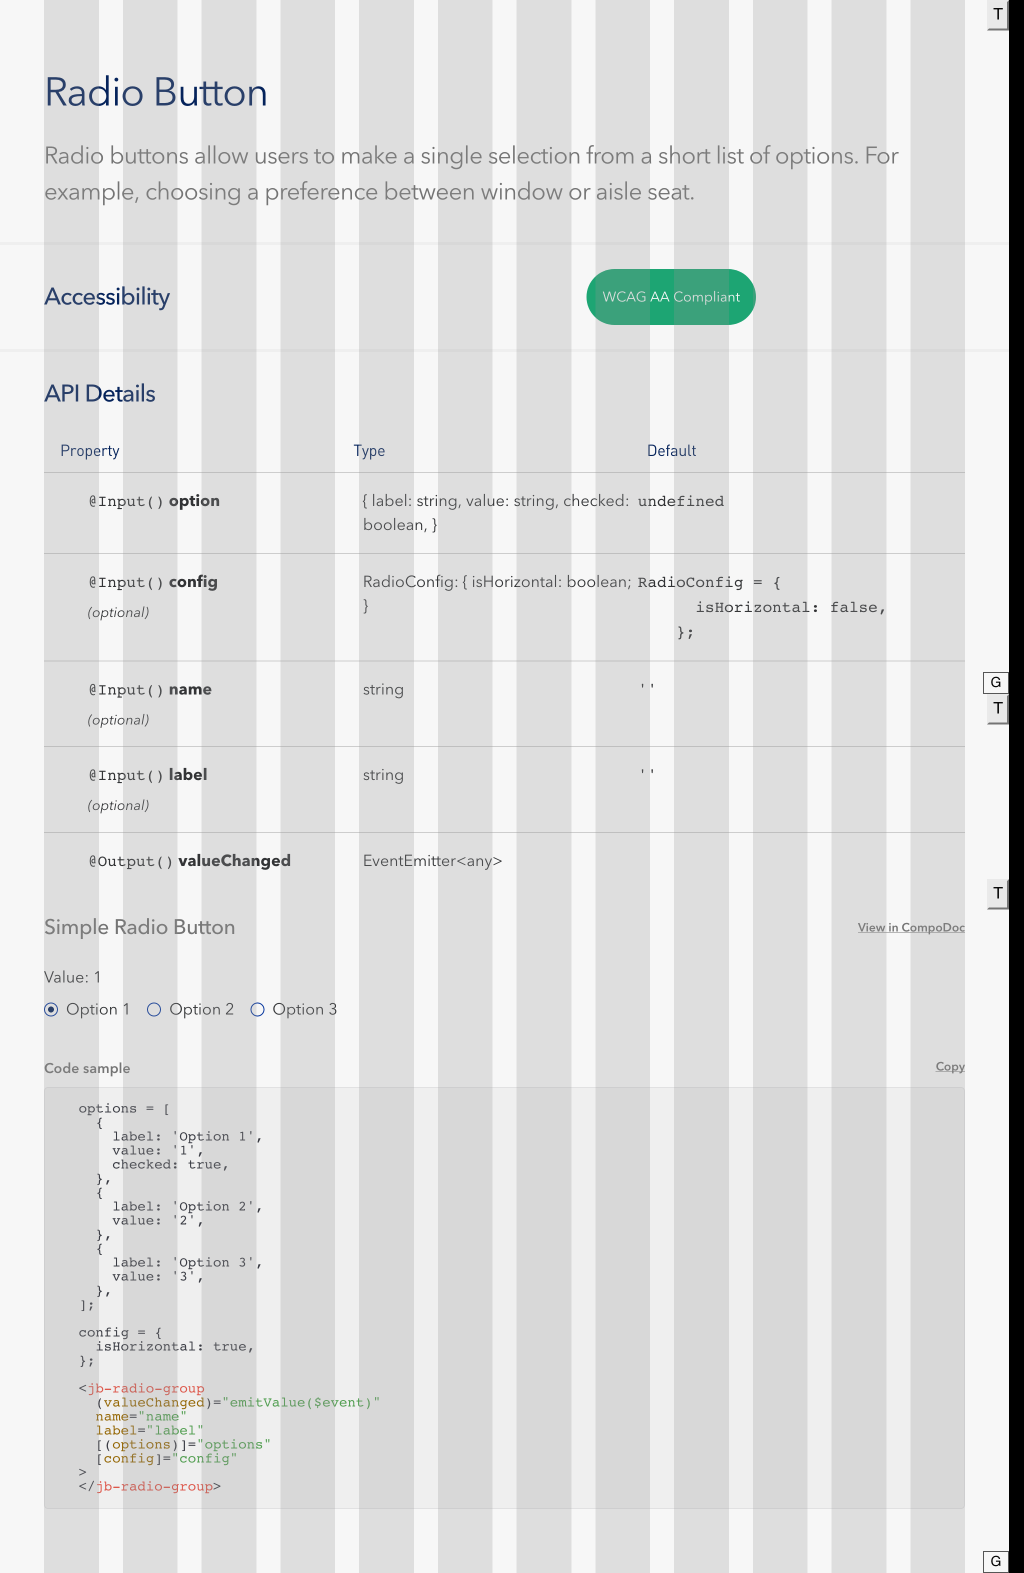 T
Radio Button
Radio buttons allow users to make a single selection from a short list of options. For
example, choosing a preference between window or aisle seat.
Accessibility
WCAG AA Compliant
API Details
Property Type Default
@Input() option { label: string, value: string, checked: undefined
boolean, }
@Input() config RadioConfig: { isHorizontal: boolean; RadioConfig = {
(optional) } isHorizontal: false,
};
G
@Input() name string ''
T
(optional)
@Input() label string ''
(optional)
@Output() valueChanged EventEmitter<any>
T
Simple Radio Button View in CompoDoc
Value: 1
Option 1 Option 2 Option 3
Code sample Copy
options = [
{
label: 'Option 1',
value: '1',
checked: true,
},
{
label: 'Option 2',
value: '2',
},
{
label: 'Option 3',
value: '3',
},
];
config = {
isHorizontal: true,
};
<jb-radio-group
(valueChanged)="emitValue($event)"
name="name"
label="label"
[(options)]="options"
[config]="config"
>
</jb-radio-group>
G